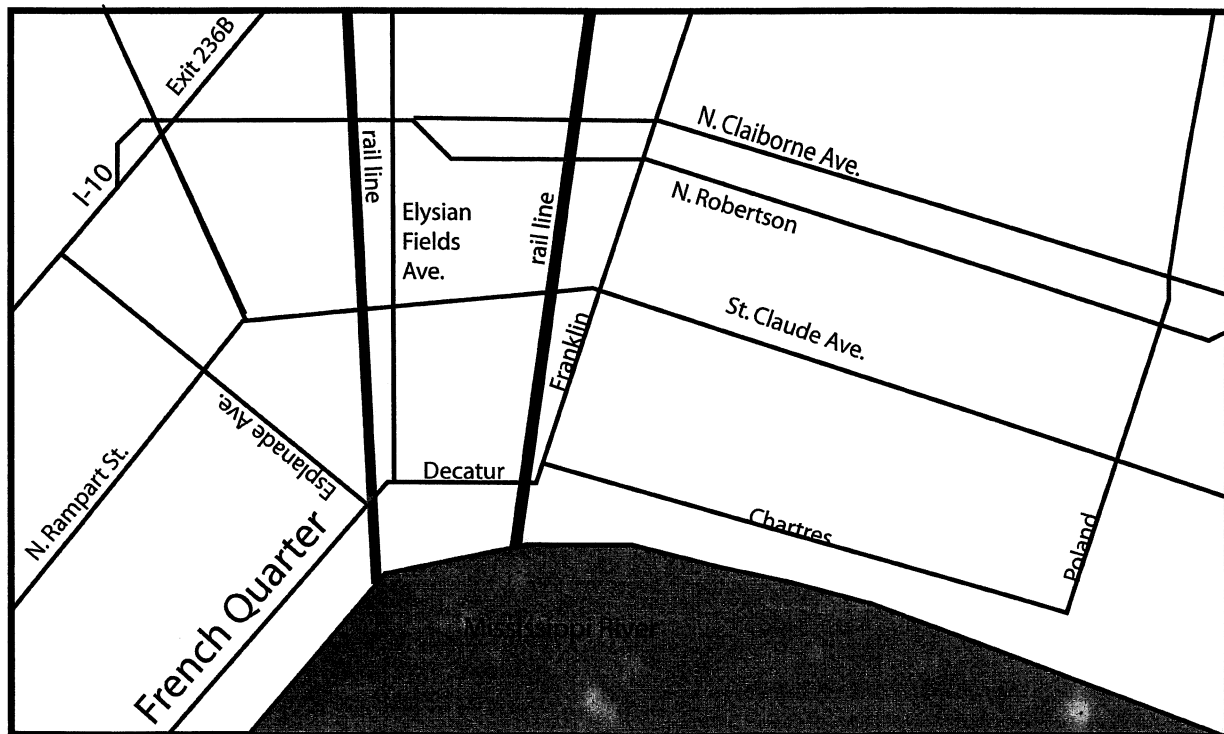 Exit 236B
I-10
rail line
Elysian
Fields
Ave.
rail line
N. Claiborne Ave.
N. Robertson
St. Claude Ave.
Franklin
Esplanade Ave.
N. Rampart St.
Decatur
French Quarter
Chartres
Poland
Mississippi River